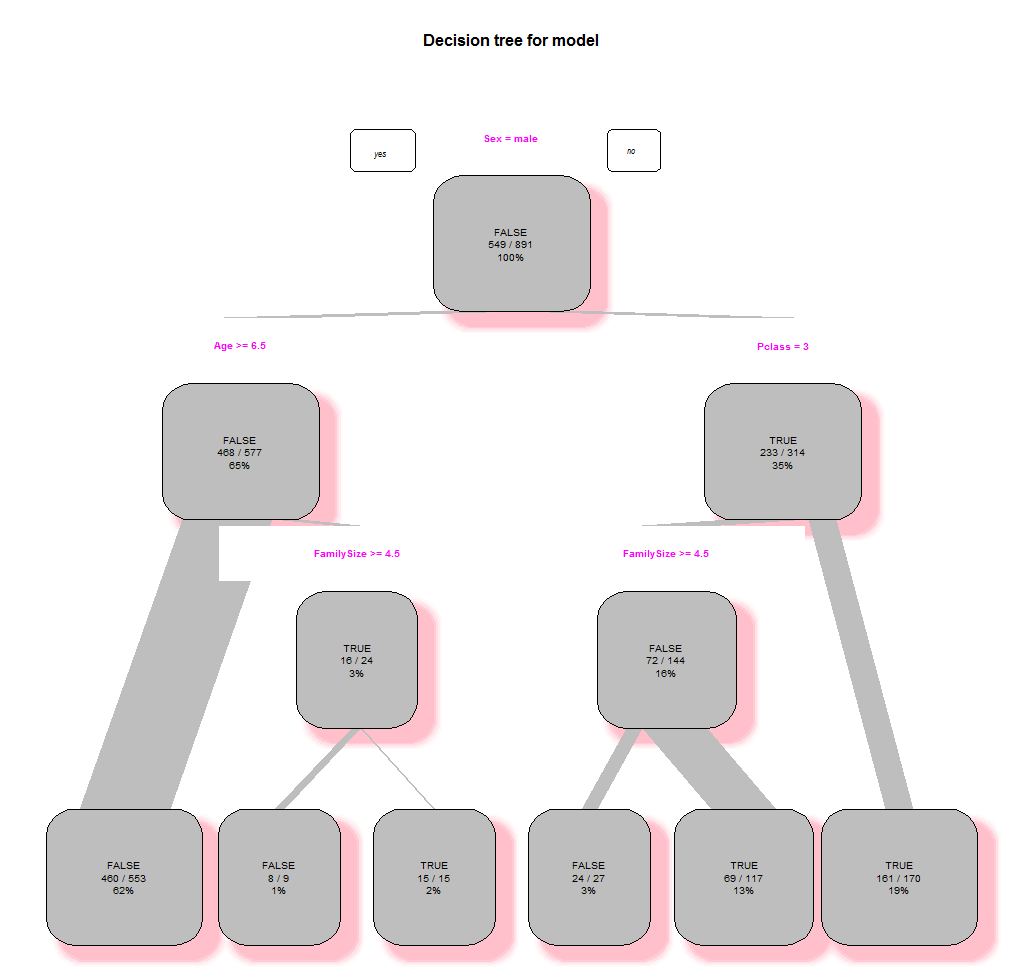 Decision tree for model
yes
Sex = male
no
FALSE
549 / 891
100%
Age >= 6.5
Pclass = 3
FALSE
468 / 577
65%
TRUE
233 / 314
35%
FamilySize >= 4.5
FamilySize >= 4.5
TRUE
16 / 24
3%
FALSE
72 / 144
16%
FALSE
460 / 553
62%
FALSE
8 / 9
1%
TRUE
15 / 15
2%
FALSE
24 / 27
3%
TRUE
69 / 117
13%
TRUE
161 / 170
19%